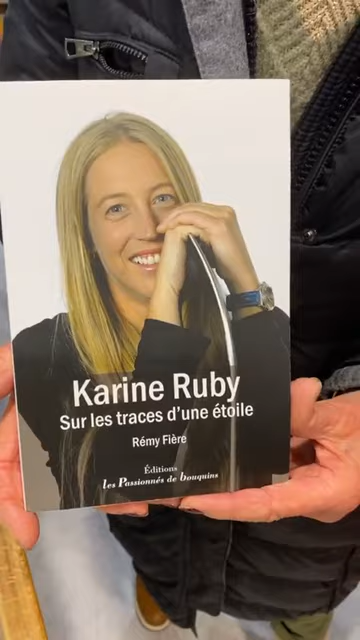 Karine Ruby
Sur les traces d'une étoile
Rémy Fière
Éditions
les Passionnés de bouquins